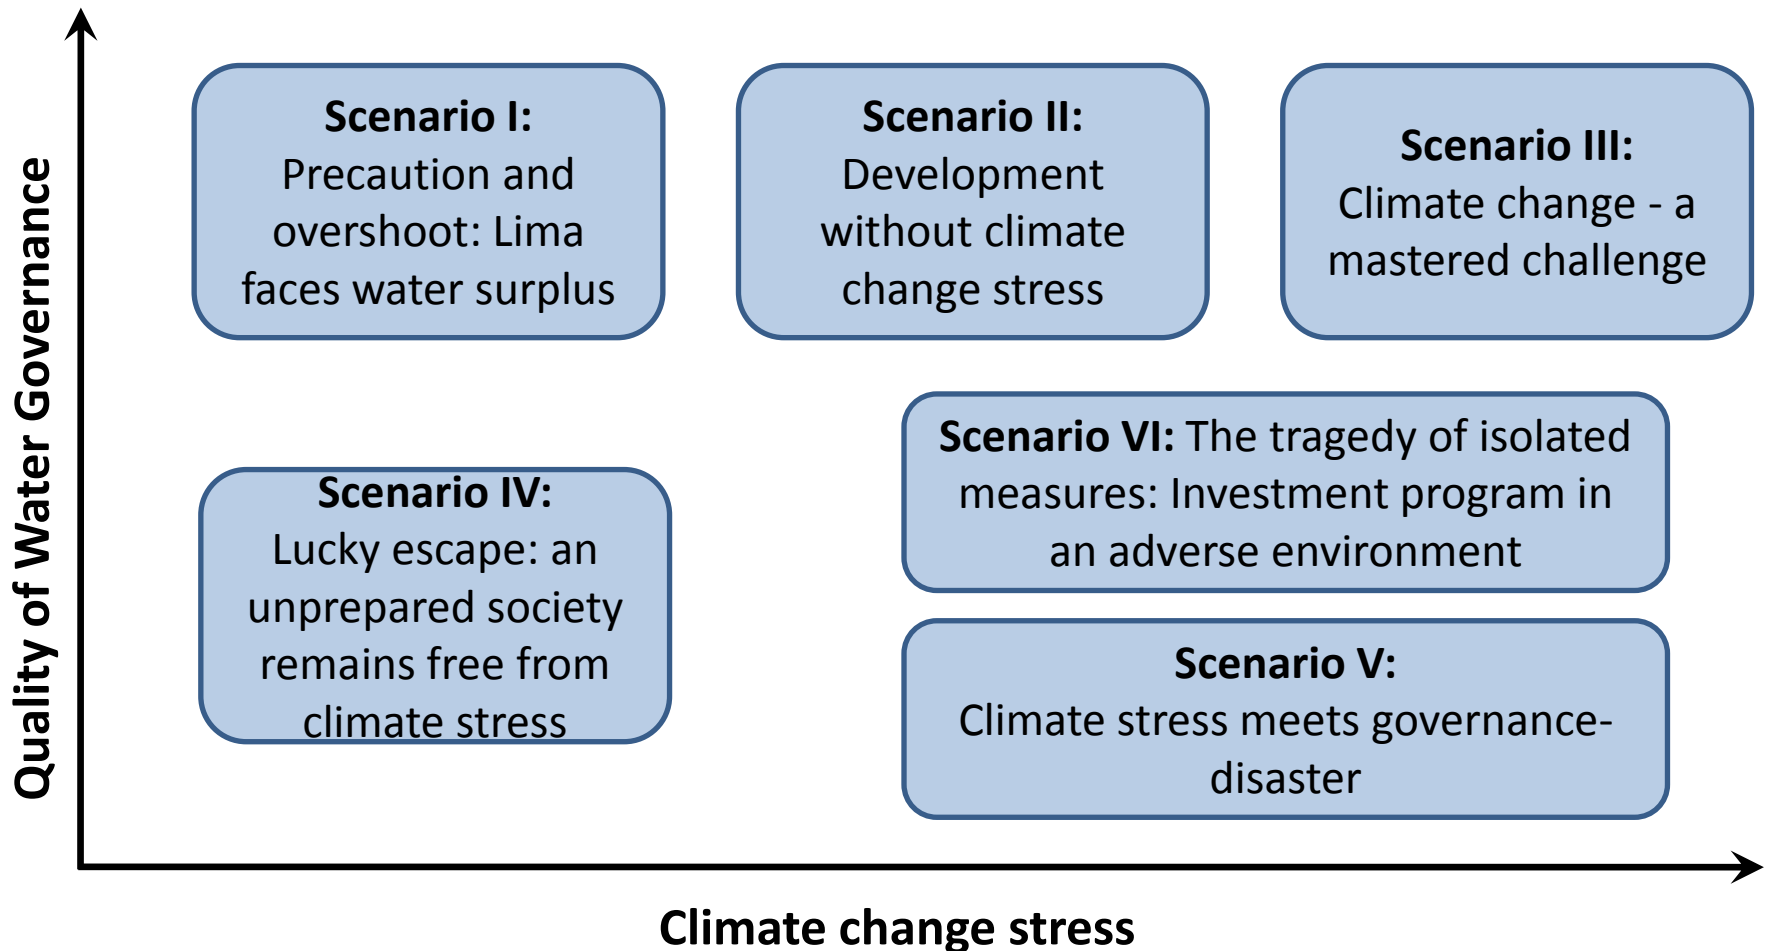 Quality of Water Governance
Scenario I:
Precaution and
overshoot: Lima
faces water surplus
Scenario II:
Development
without climate
change stress
Scenario III:
Climate change - a
mastered challenge
Scenario IV:
Lucky escape: an
unprepared society
remains free from
climate stress
Scenario VI: The tragedy of isolated
measures: Investment program in
an adverse environment
Scenario V:
Climate stress meets governance-
disaster
Climate change stress